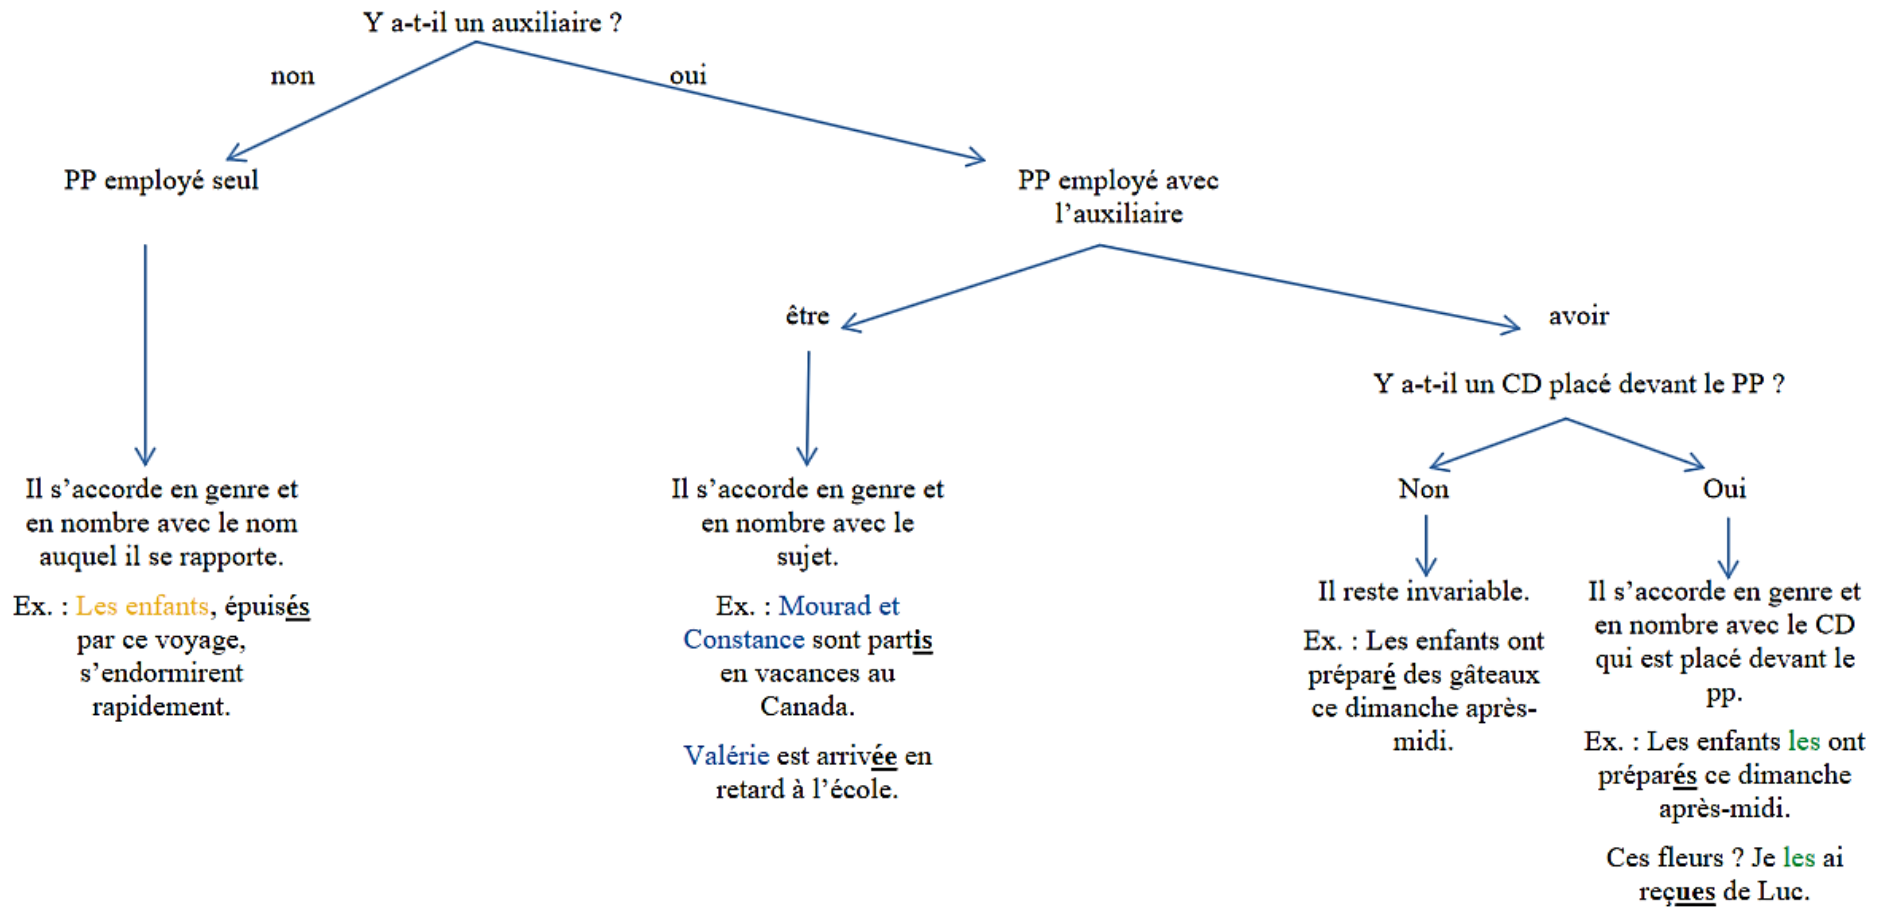 Y a-t-il un auxiliaire ?
non
oui
PP employé seul
PP employé avec
l’auxiliaire
être
avoir
Y a-t-il un CD placé devant le PP ?
Il s’accorde en genre et
en nombre avec le nom
auquel il se rapporte.
Ex. : Les enfants, épuisés
par ce voyage,
s’endormirent
rapidement.
Il s’accorde en genre et
en nombre avec le
sujet.
Ex. : Mourad et
Constance sont partis
en vacances au
Canada.
Valérie est arrivée en
retard à l’école.
Non
Il reste invariable.
Ex. : Les enfants ont
préparé des gâteaux
ce dimanche après-
midi.
Oui
Il s’accorde en genre et
en nombre avec le CD
qui est placé devant le
pp.
Ex. : Les enfants les ont
préparés ce dimanche
après-midi.
Ces fleurs ? Je les ai
reçues de Luc.